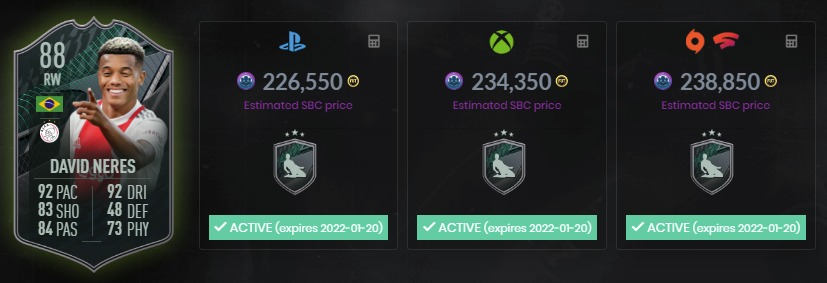 88
RW
DAVID NERES
92 PAC 92 DRI
83 SHO 48 DEF
84 PAS 73 PHY
226,550
Estimated SBC price
ACTIVE (expires 2022-01-20)
234,350
Estimated SBC price
ACTIVE (expires 2022-01-20)
238,850
Estimated SBC price
ACTIVE (expires 2022-01-20)